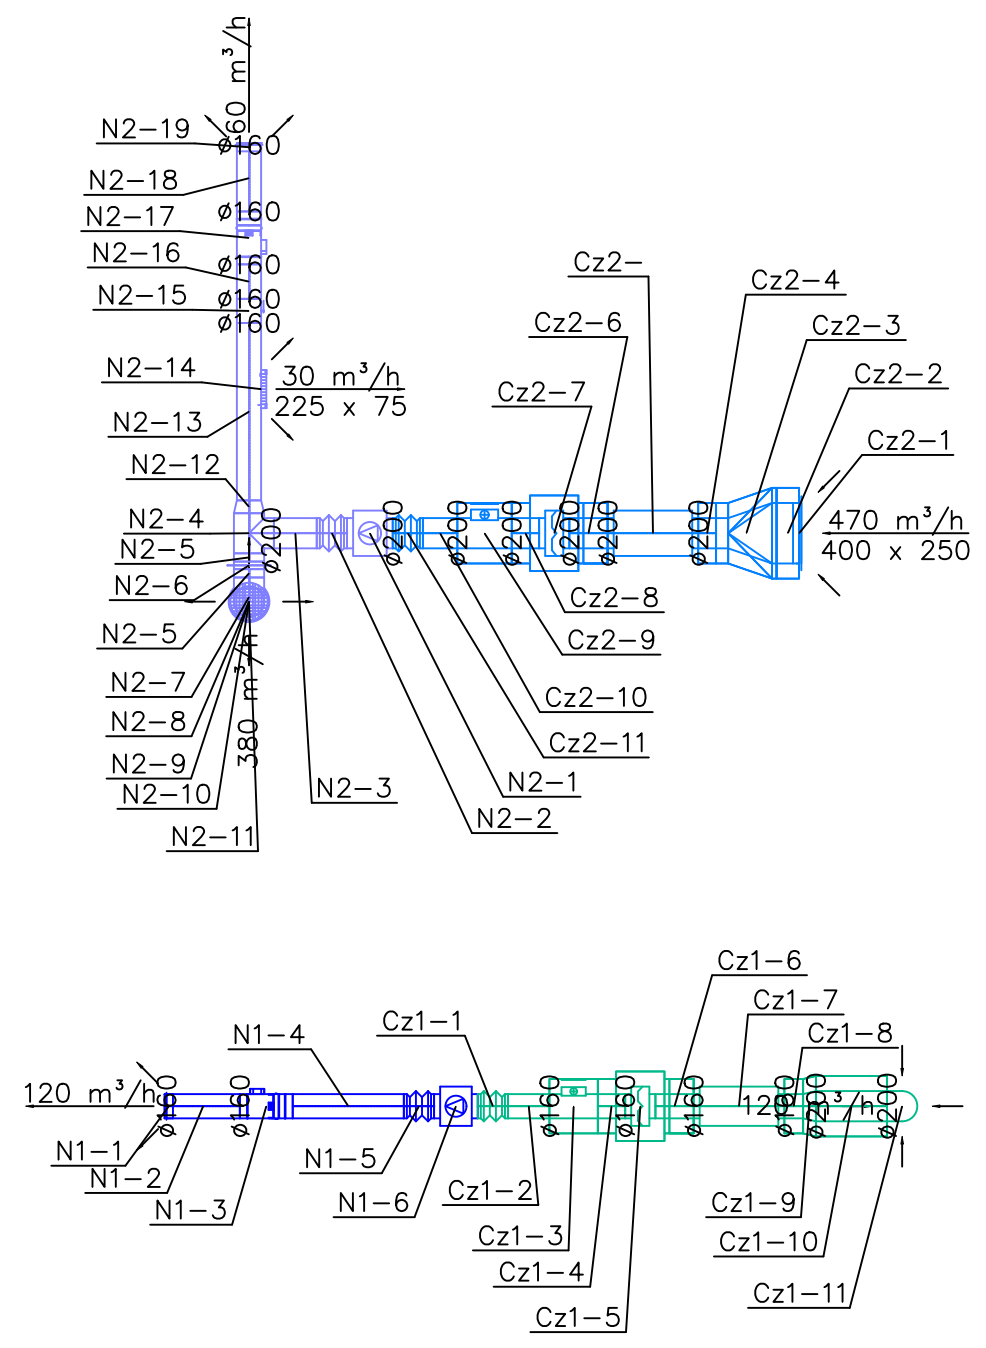 60 m³/h
N2-19
ø160
N2-18
ø160
N2-17
N2-16
ø160
N2-15
ø160
ø160
N2-14
30 m³/h
225 x 75
N2-13
N2-12
N2-4
N2-5
ø200
N2-6
N2-5
N2-7
N2-8
N2-9
N2-10
N2-11
380 m³/h
N2-3
N2-2
N2-1
Cz2-
Cz2-4
Cz2-6
Cz2-3
Cz2-7
Cz2-2
Cz2-1
ø200
ø200
ø200
ø200
ø200
ø200
470 m³/h
400 x 250
Cz2-8
Cz2-9
Cz2-10
Cz2-11
Cz1-6
Cz1-7
Cz1-1
N1-4
Cz1-8
120 m³/h
ø160
ø160
ø160
ø160
ø160
ø160
120 m³/h
ø200
ø200
N1-1
N1-2
N1-3
N1-5
N1-6
Cz1-2
Cz1-3
Cz1-4
Cz1-5
Cz1-9
Cz1-10
Cz1-11